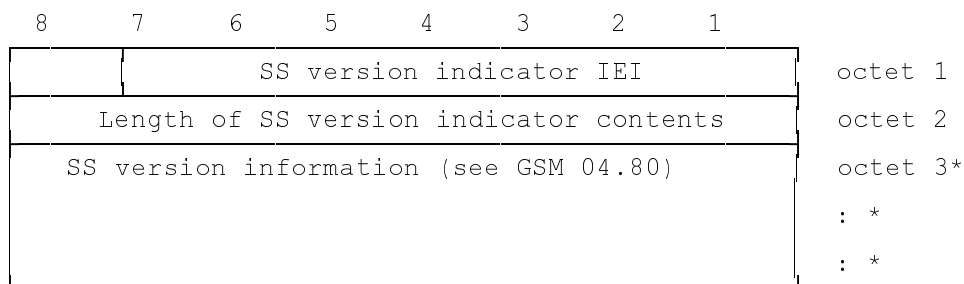 8 7 6 5 4 3 2 1
SS version indicator IEI octet 1
Length of SS version indicator contents octet 2
SS version information (see GSM 04.80) octet 3*
: *
: *